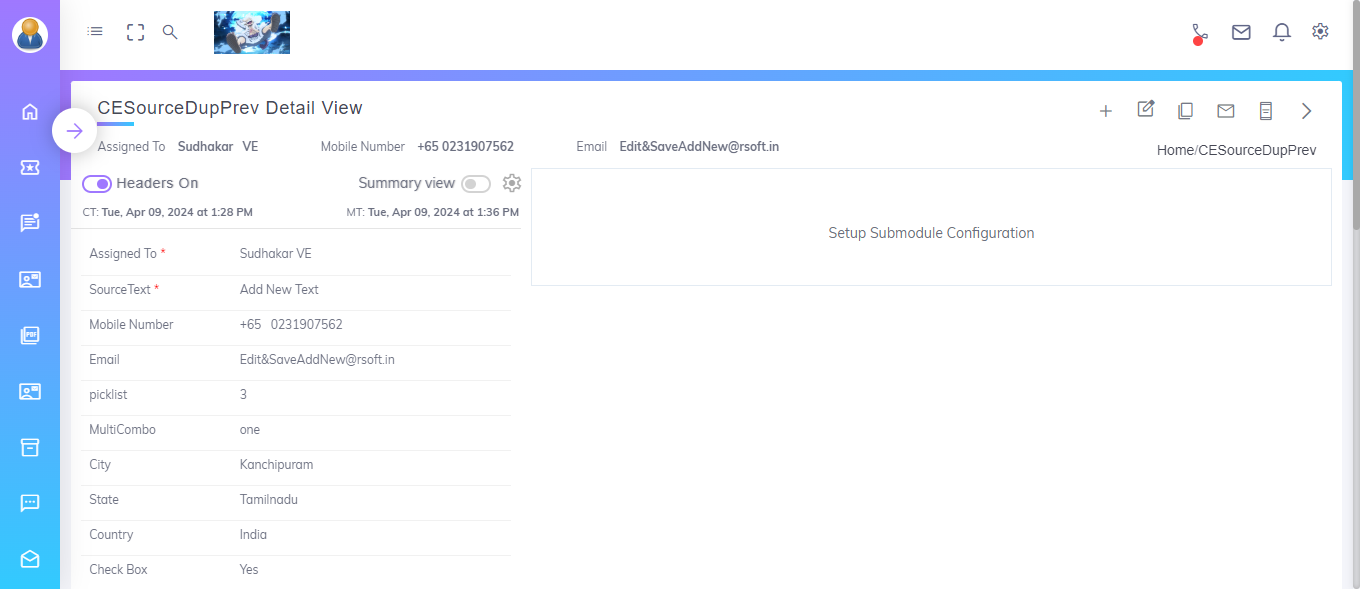 CESourceDupPrev Detail View
Assigned To Sudhakar VE Mobile Number +65 0231907562 Email Edit&SaveAddNew@rsoft.in
Home/CESourceDupPrev
Headers On Summary view
CT: Tue, Apr 09, 2024 at 1:28 PM MT: Tue, Apr 09, 2024 at 1:36 PM
Setup Submodule Configuration
Assigned To * Sudhakar VE
SourceText * Add New Text
Mobile Number +65 0231907562
Email Edit&SaveAddNew@rsoft.in
picklist 3
MultiCombo one
City Kanchipuram
State Tamilnadu
Country India
Check Box Yes
PDF